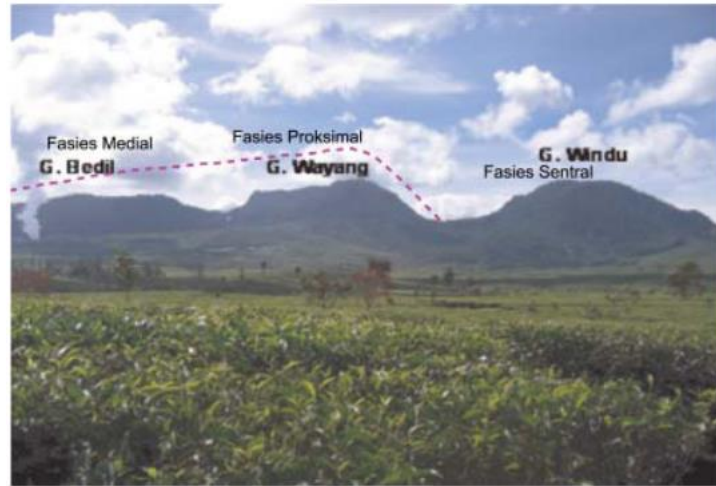 Fasies Medial
G. Bedil
Fasies Proksimal
G. Wayang
G. Windu
Fasies Sentral